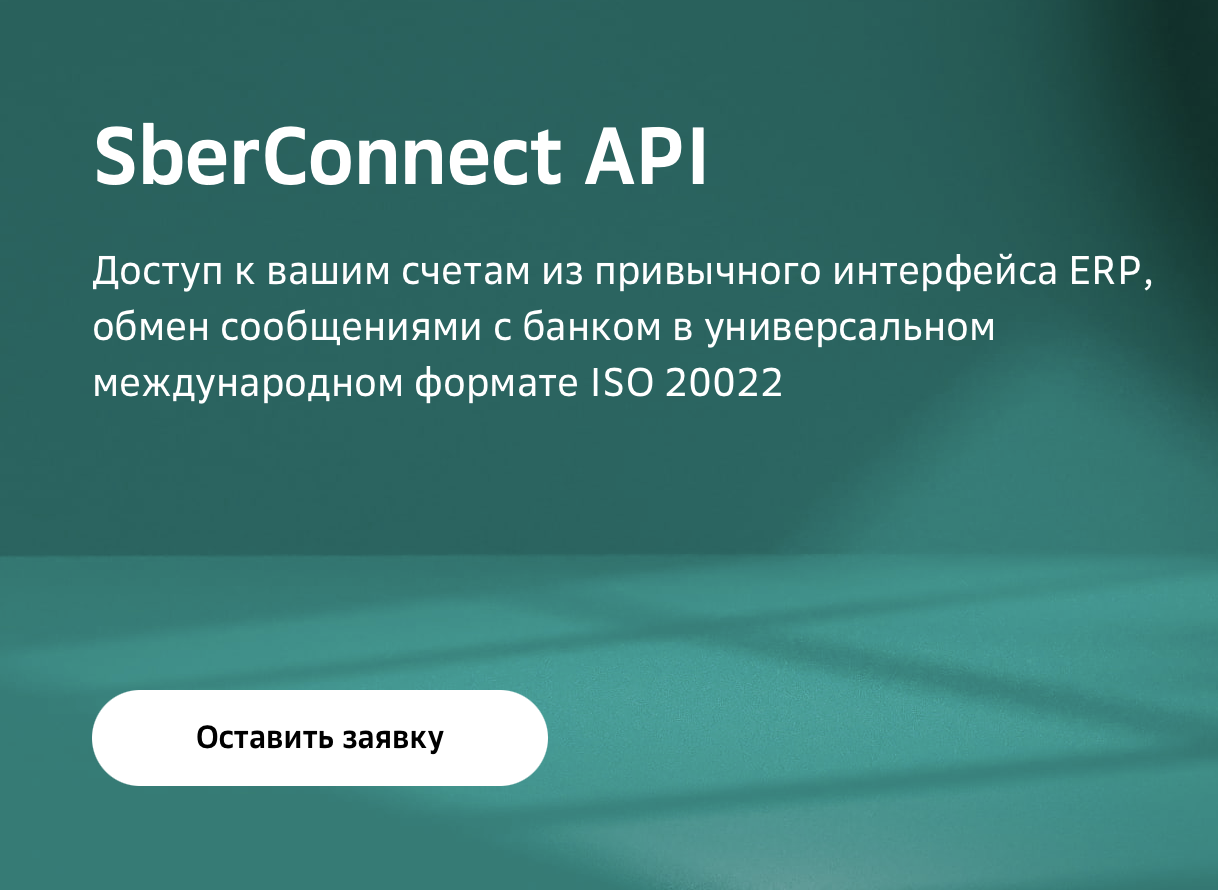 SberConnect API
Доступ к вашим счетам из привычного интерфейса ERP,
обмен сообщениями с банком в универсальном
международном формате ISO 20022
Оставить заявку